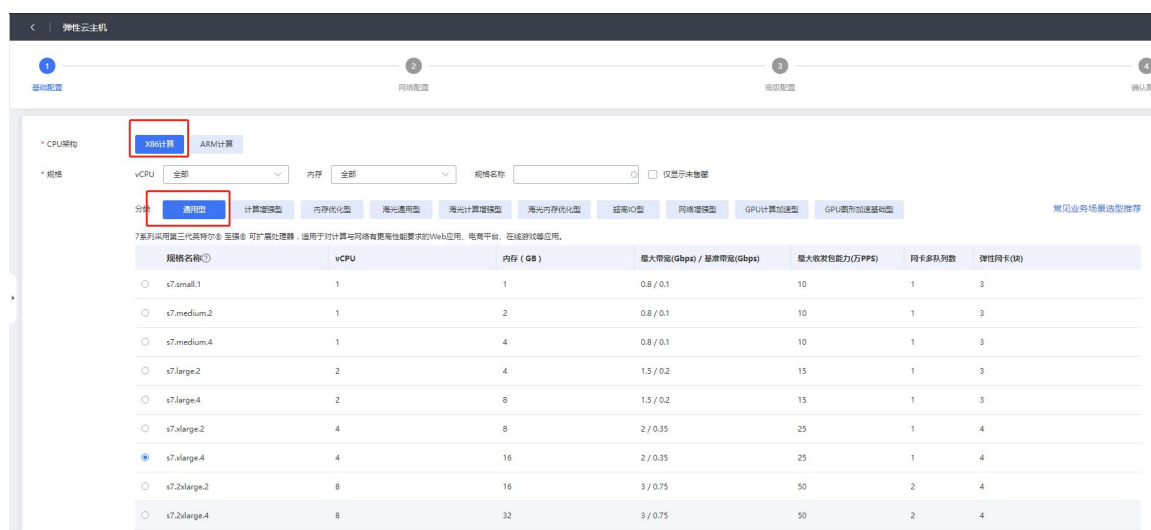 弹性云主机
1 2 3 4
基础配置 网络配置 高级配置 确认配
* CPU架构 X86计算 ARM计算
* 规格 vCPU 全部 内存 全部 规格名称 仅显示未售罄
分类 通用型 计算增强型 内存优化型 海光通用型 海光计算增强型 海光内存优化型 超高IO型 网络增强型 GPU计算加速型 GPU图形加速基础型 常见业务场景选型推荐
7系列采用第三代英特尔® 至强® 可扩展处理器，适用于对计算与网络有更高性能要求的Web应用、电商平台、在线游戏等应用。
规格名称 vCPU 内存 (GB) 最大带宽(Gbps) / 基准带宽(Gbps) 最大收发包能力(万PPS) 网卡多队列数 弹性网卡(块)
s7.small.1 1 1 0.8 / 0.1 10 1 3
s7.medium.2 1 2 0.8 / 0.1 10 1 3
s7.medium.4 1 4 0.8 / 0.1 10 1 3
s7.large.2 2 4 1.5 / 0.2 15 1 3
s7.large.4 2 8 1.5 / 0.2 15 1 3
s7.xlarge.2 4 8 2 / 0.35 25 1 4
s7.xlarge.4 4 16 2 / 0.35 25 1 4
s7.2xlarge.2 8 16 3 / 0.75 50 2 4
s7.2xlarge.4 8 32 3 / 0.75 50 2 4